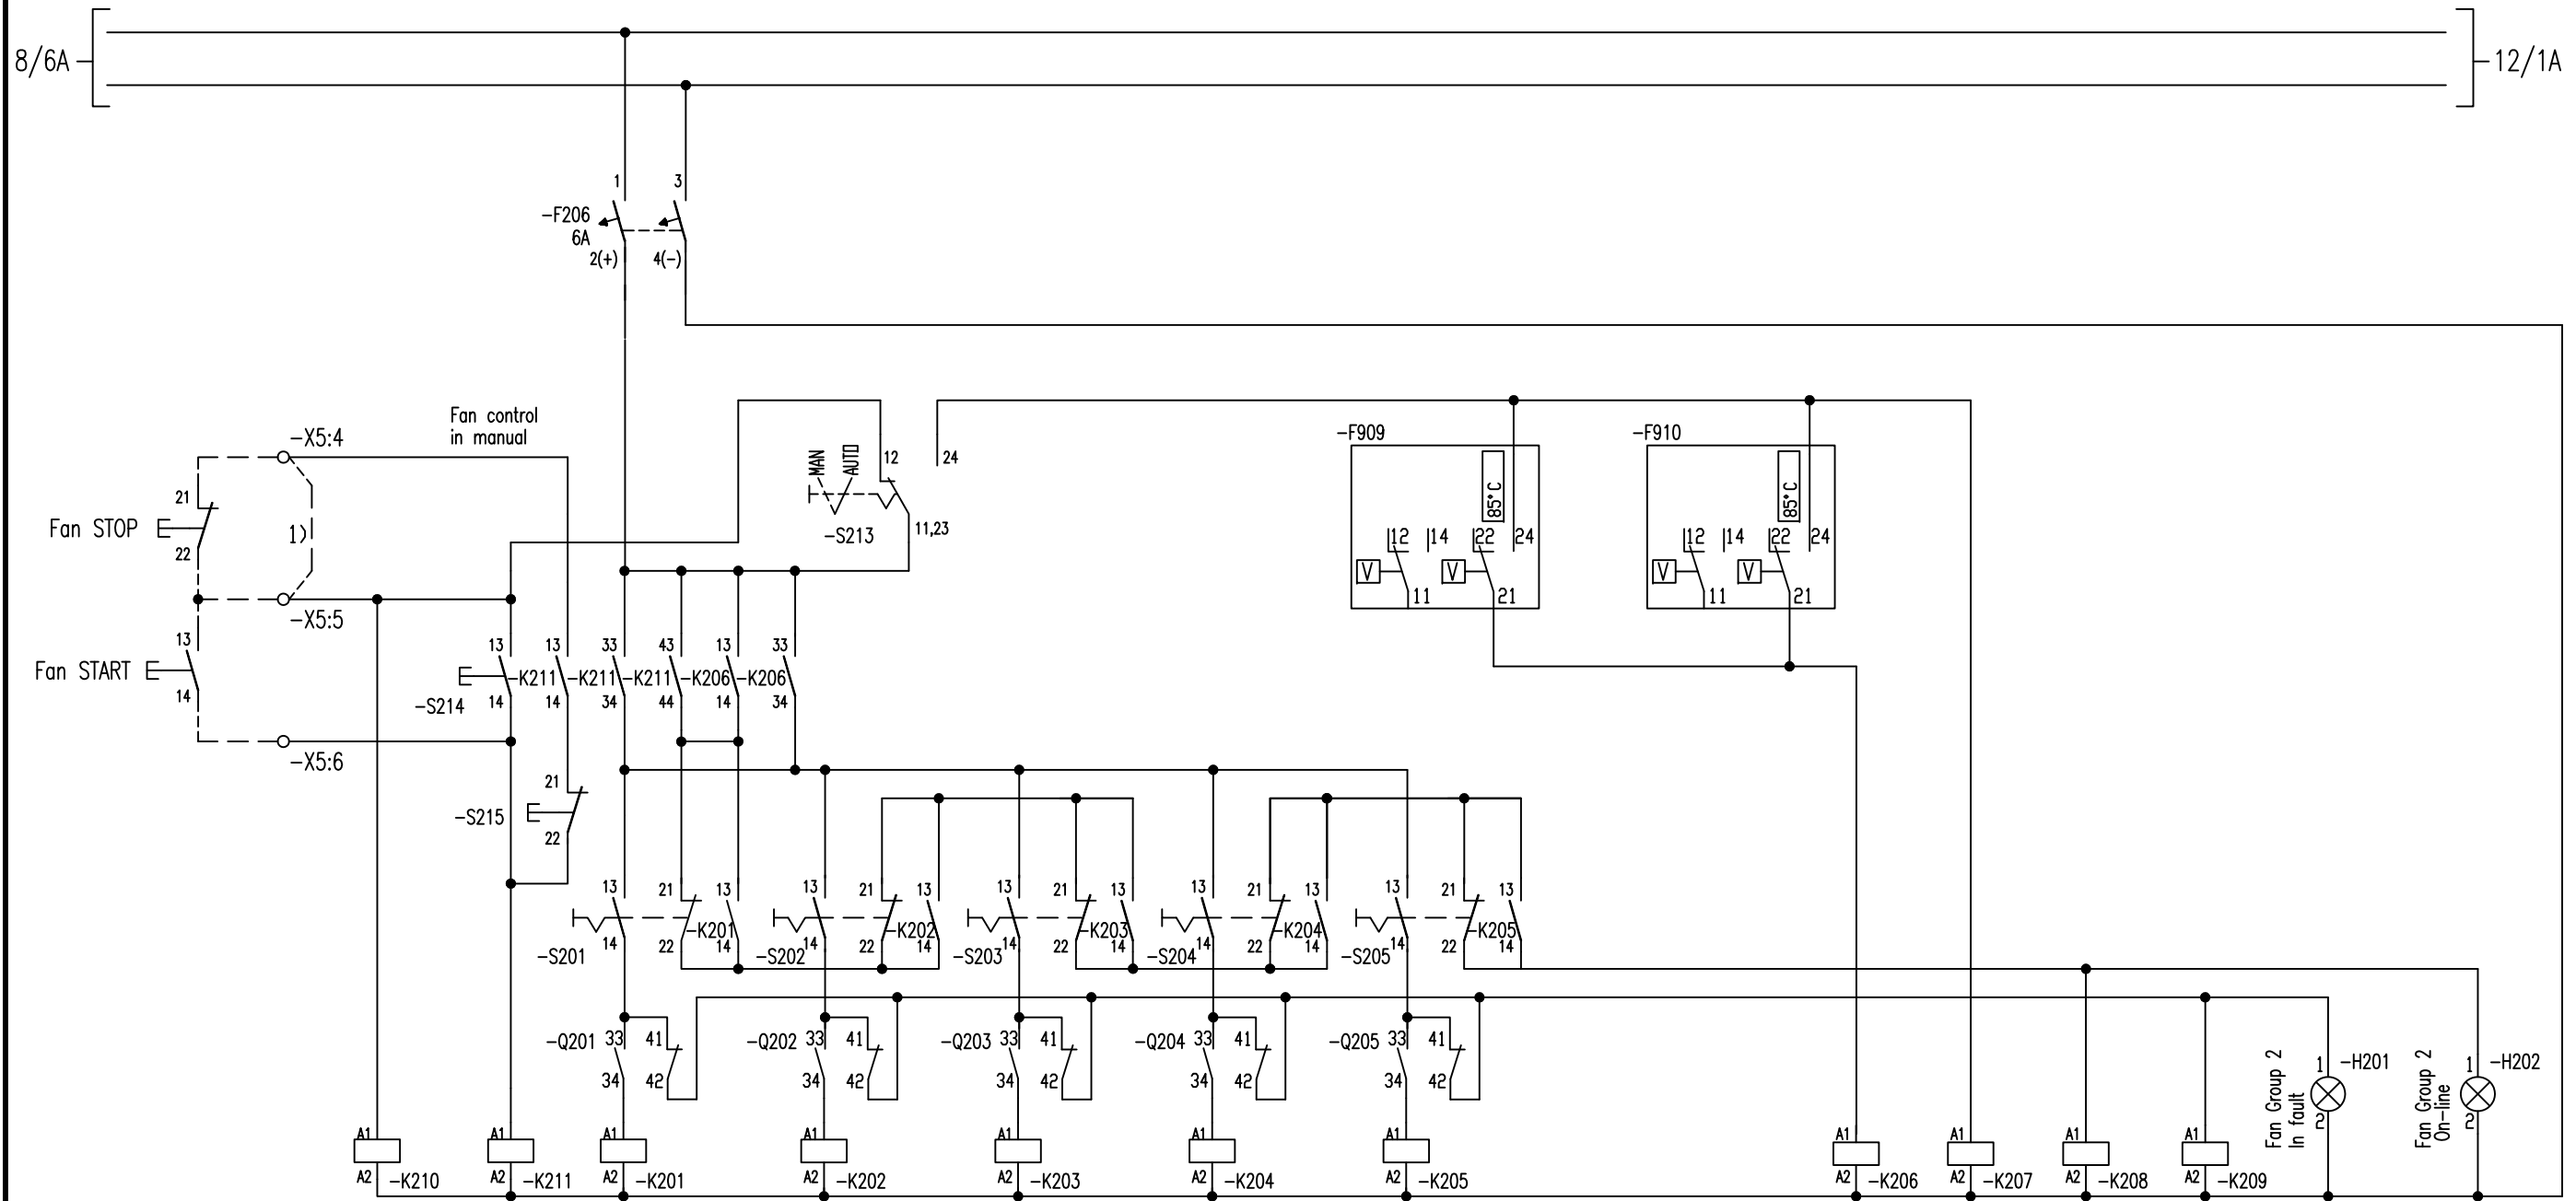 8/6A
12/1A
1
3
-F206
6A
2(+)
4(-)
Fan control
in manual
-X5:4
MAN
AUTO
12
24
-S213
11,23
-F909
85°C
12
14
22
24
V
V
11
21
-F910
85°C
12
14
22
24
V
V
11
21
21
Fan STOP
22
1)
-X5:5
13
Fan START
14
-X5:6
13
13
33
43
13
33
-K211
-K211
-K211
-K206
-K206
-S214
14
14
34
44
14
34
21
-S215
22
13
21
13
13
21
13
13
21
13
13
21
13
13
21
13
-K201
-K202
-K203
-K204
-K205
14
22
14
14
22
14
14
22
14
14
22
14
14
22
14
-S201
-S202
-S203
-S204
-S205
-Q201
33
41
-Q202
33
41
-Q203
33
41
-Q204
33
41
-Q205
33
41
34
42
34
42
34
42
34
42
34
42
Fan Group 2
In fault
1
2
-H201
Fan Group 2
On-line
1
2
-H202
A1
A1
A1
A1
A1
A1
A1
A1
A1
A1
A1
A2
-K210
A2
-K211
A2
-K201
A2
-K202
A2
-K203
A2
-K204
A2
-K205
A2
-K206
A2
-K207
A2
-K208
A2
-K209